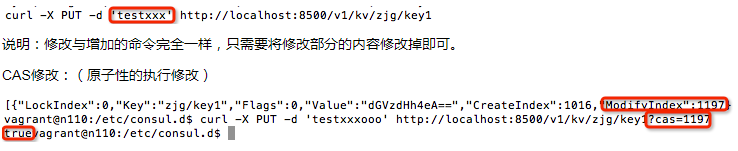 curl -X PUT -d 'testxxx' http://localhost:8500/v1/kv/zjg/key1
说明：修改与增加的命令完全一样，只需要将修改部分的内容修改掉即可。
CAS修改：（原子性的执行修改）
[{"LockIndex":0,"Key":"zjg/key1","Flags":0,"Value":"dGVzdHh4eA==","CreateIndex":1016,"ModifyIndex":1197
vagrant@n110:/etc/consul.d$ curl -X PUT -d 'testxxxooo' http://localhost:8500/v1/kv/zjg/key1?cas=1197
truevagrant@n110:/etc/consul.d$